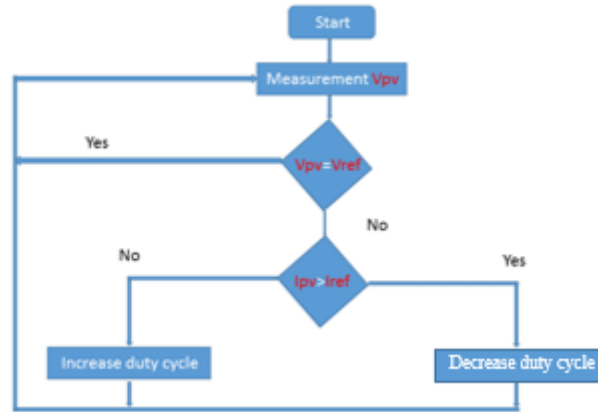 Start
Measurement Vpv
Yes
Vpv=Vref
No
No
Ipv>Iref
Yes
Increase duty cycle
Decrease duty cycle